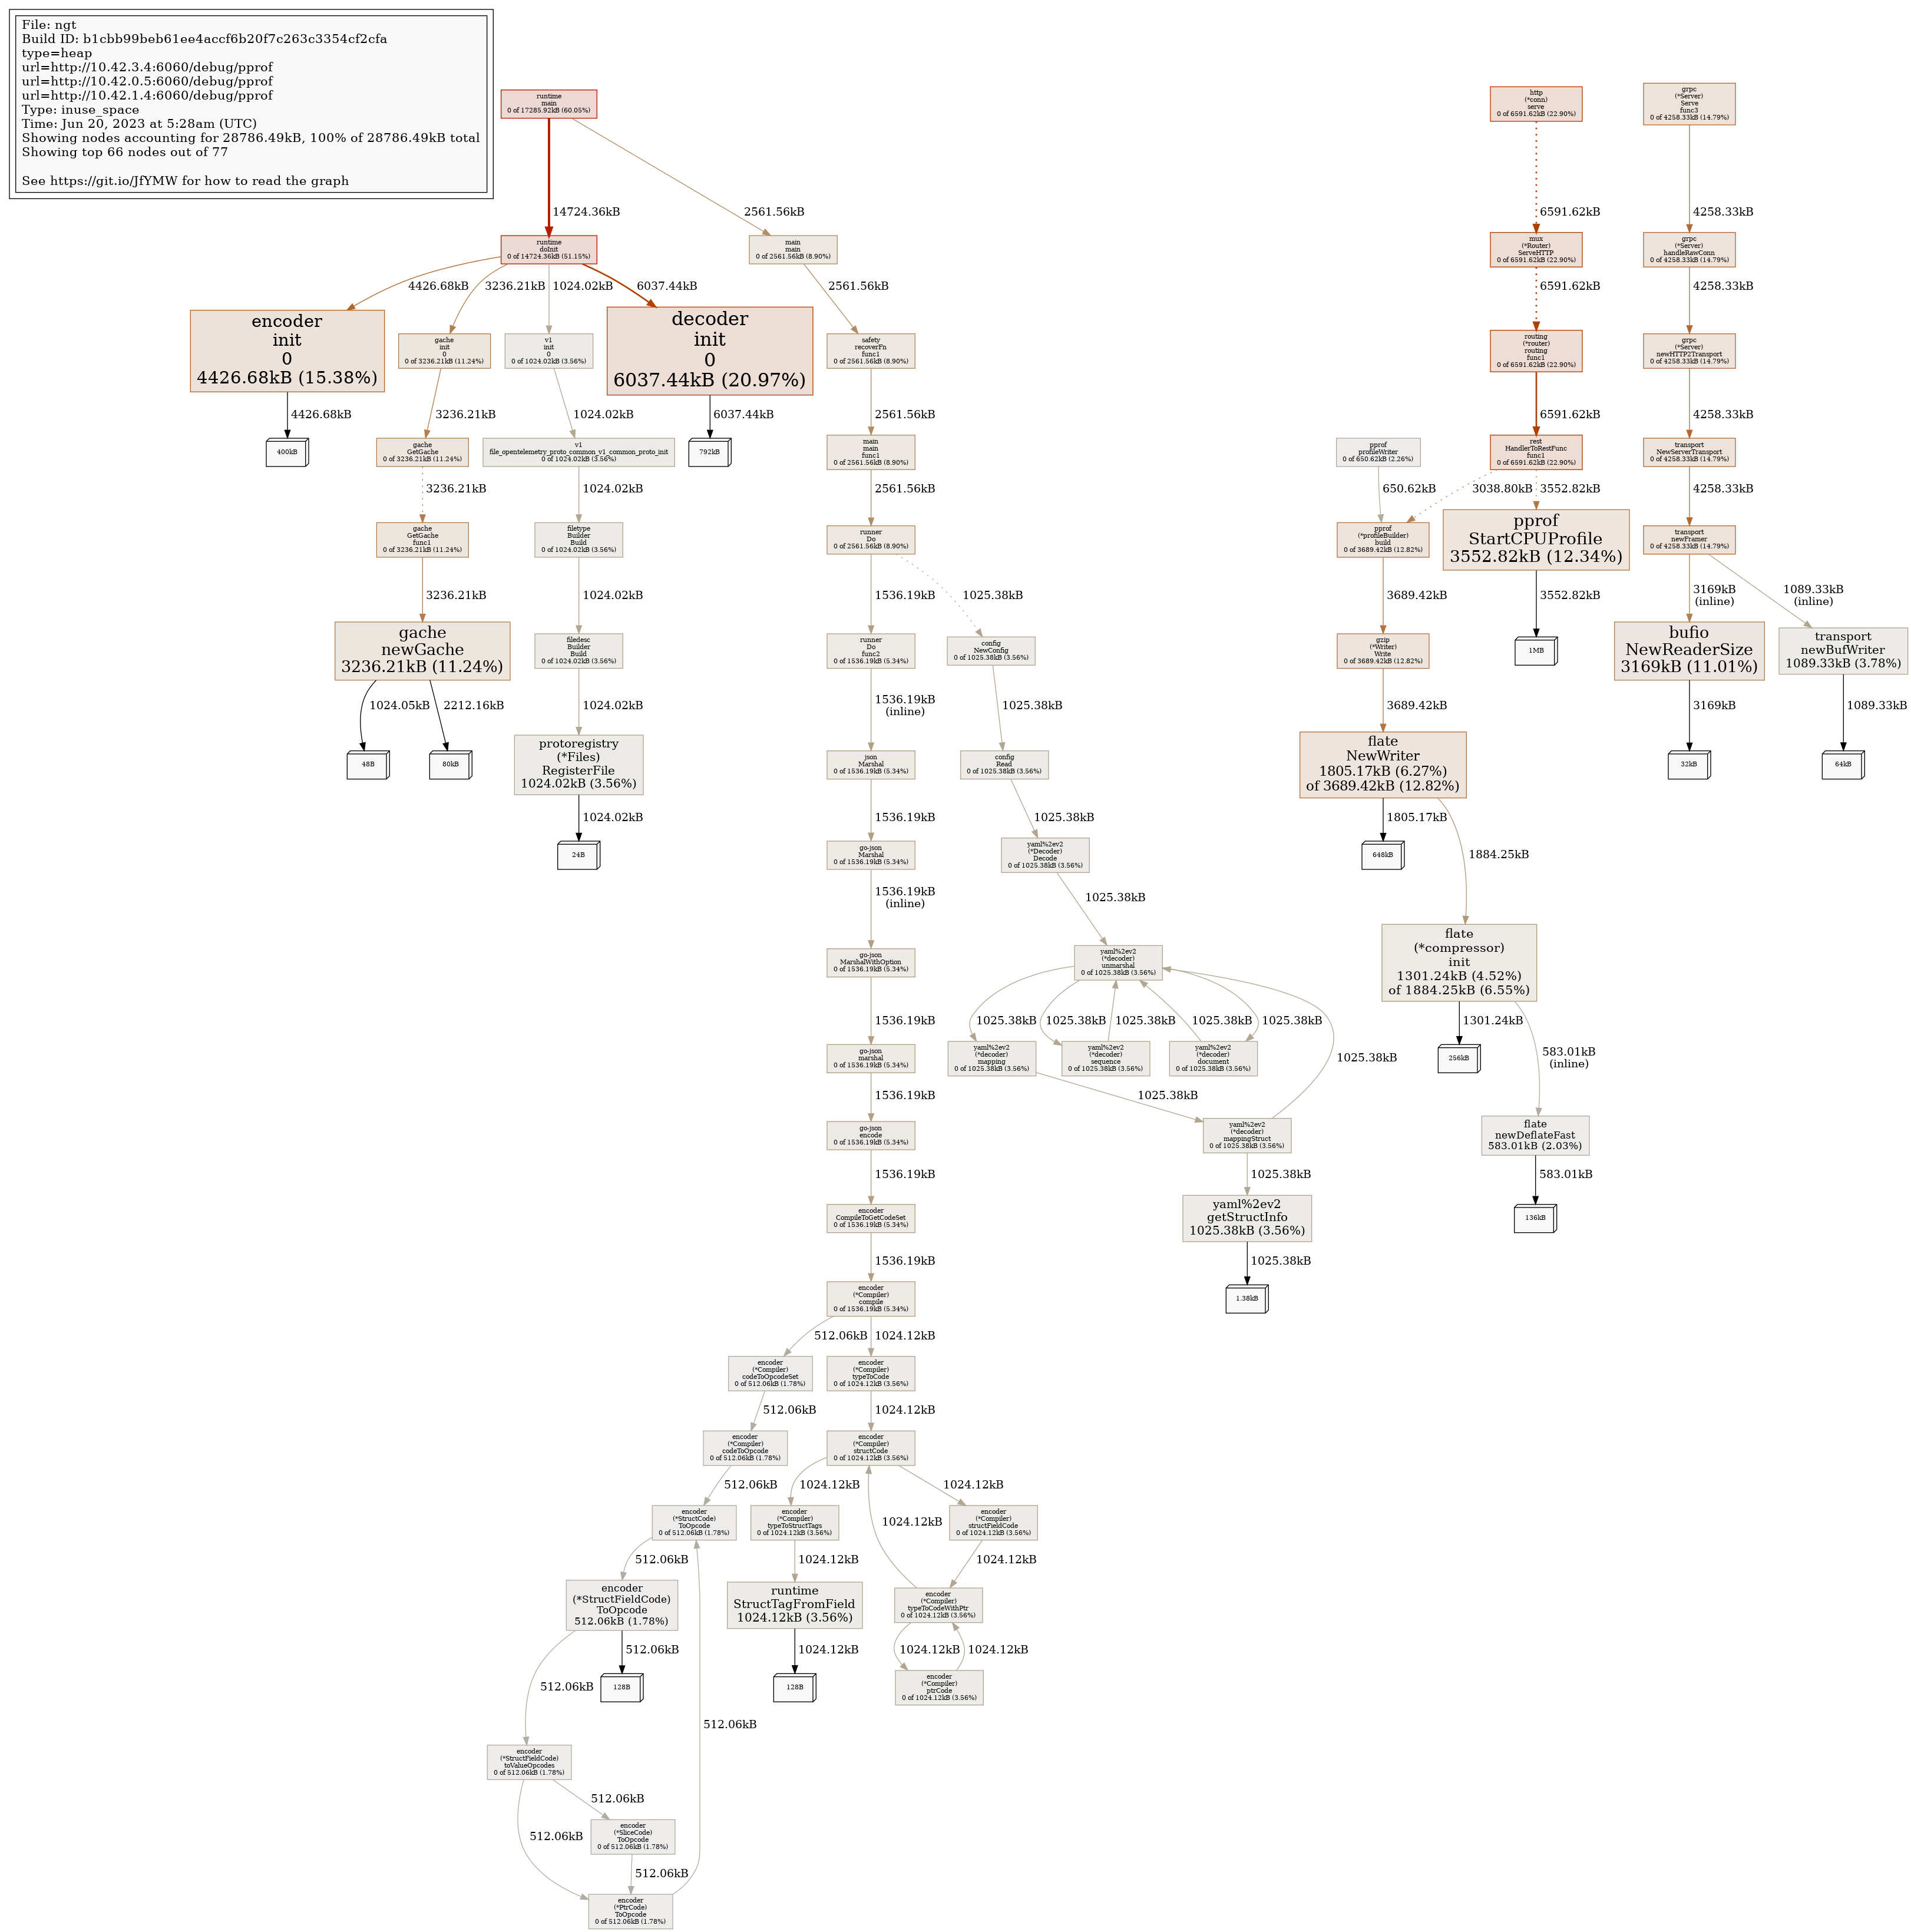 File: ngt
Build ID: b1cbb99beb61ee4accf6b20f7c263c3354cf2cfa
type=heap
url=http://10.42.3.4:6060/debug/pprof
url=http://10.42.0.5:6060/debug/pprof
url=http://10.42.1.4:6060/debug/pprof
Type: inuse_space
Time: Jun 20, 2023 at 5:28am (UTC)
Showing nodes accounting for 28786.49kB, 100% of 28786.49kB total
Showing top 66 nodes out of 77
See https://git.io/JfYMW for how to read the graph
runtime
main
0 of 17285.92kB (60.05%)
http
(*conn)
serve
0 of 6591.62kB (22.90%)
grpc
(*Server)
Serve
func3
0 of 4258.33kB (14.79%)
14724.36kB
2561.56kB
6591.62kB
4258.33kB
runtime
doInit
0 of 14724.36kB (51.15%)
main
main
0 of 2561.56kB (8.90%)
mux
(*Router)
ServeHTTP
0 of 6591.62kB (22.90%)
grpc
(*Server)
handleRawConn
0 of 4258.33kB (14.79%)
4426.68kB
3236.21kB
1024.02kB
6037.44kB
2561.56kB
6591.62kB
4258.33kB
encoder
init
0
4426.68kB (15.38%)
gache
init
0
0 of 3236.21kB (11.24%)
v1
init
0
0 of 1024.02kB (3.56%)
decoder
init
0
6037.44kB (20.97%)
safety
recoverFn
func1
0 of 2561.56kB (8.90%)
routing
(*router)
routing
func1
0 of 6591.62kB (22.90%)
grpc
(*Server)
newHTTP2Transport
0 of 4258.33kB (14.79%)
4426.68kB
3236.21kB
1024.02kB
6037.44kB
2561.56kB
6591.62kB
4258.33kB
400kB
gache
GetGache
0 of 3236.21kB (11.24%)
v1
file_opentelemetry_proto_common_v1_common_proto_init
0 of 1024.02kB (3.56%)
792kB
main
main
func1
0 of 2561.56kB (8.90%)
pprof
profileWriter
0 of 650.62kB (2.26%)
rest
HandlerToRestFunc
func1
0 of 6591.62kB (22.90%)
transport
NewServerTransport
0 of 4258.33kB (14.79%)
3236.21kB
1024.02kB
2561.56kB
650.62kB
3038.80kB
3552.82kB
4258.33kB
gache
GetGache
func1
0 of 3236.21kB (11.24%)
filetype
Builder
Build
0 of 1024.02kB (3.56%)
runner
Do
0 of 2561.56kB (8.90%)
pprof
(*profileBuilder)
build
0 of 3689.42kB (12.82%)
pprof
StartCPUProfile
3552.82kB (12.34%)
transport
newFramer
0 of 4258.33kB (14.79%)
3236.21kB
1024.02kB
1536.19kB
1025.38kB
3689.42kB
3552.82kB
3169kB
(inline)
1089.33kB
(inline)
gache
newGache
3236.21kB (11.24%)
filedesc
Builder
Build
0 of 1024.02kB (3.56%)
runner
Do
func2
0 of 1536.19kB (5.34%)
config
NewConfig
0 of 1025.38kB (3.56%)
gzip
(*Writer)
Write
0 of 3689.42kB (12.82%)
1MB
bufio
NewReaderSize
3169kB (11.01%)
transport
newBufWriter
1089.33kB (3.78%)
1024.05kB
2212.16kB
1024.02kB
1536.19kB
(inline)
1025.38kB
3689.42kB
3169kB
1089.33kB
48B
80kB
protoregistry
(*Files)
RegisterFile
1024.02kB (3.56%)
json
Marshal
0 of 1536.19kB (5.34%)
config
Read
0 of 1025.38kB (3.56%)
flate
NewWriter
1805.17kB (6.27%)
of 3689.42kB (12.82%)
32kB
64kB
1024.02kB
1536.19kB
1025.38kB
1805.17kB
1884.25kB
24B
go-json
Marshal
0 of 1536.19kB (5.34%)
yaml%2ev2
(*Decoder)
Decode
0 of 1025.38kB (3.56%)
648kB
1536.19kB
(inline)
1025.38kB
go-json
MarshalWithOption
0 of 1536.19kB (5.34%)
yaml%2ev2
(*decoder)
unmarshal
0 of 1025.38kB (3.56%)
flate
(*compressor)
init
1301.24kB (4.52%)
of 1884.25kB (6.55%)
1536.19kB
1025.38kB
1025.38kB
1025.38kB
1025.38kB
1025.38kB
1301.24kB
go-json
marshal
0 of 1536.19kB (5.34%)
yaml%2ev2
(*decoder)
mapping
0 of 1025.38kB (3.56%)
yaml%2ev2
(*decoder)
sequence
0 of 1025.38kB (3.56%)
yaml%2ev2
(*decoder)
document
0 of 1025.38kB (3.56%)
1025.38kB
256kB
583.01kB
(inline)
1536.19kB
1025.38kB
go-json
encode
0 of 1536.19kB (5.34%)
yaml%2ev2
(*decoder)
mappingStruct
0 of 1025.38kB (3.56%)
flate
newDeflateFast
583.01kB (2.03%)
1536.19kB
1025.38kB
583.01kB
encoder
CompileToGetCodeSet
0 of 1536.19kB (5.34%)
yaml%2ev2
getStructInfo
1025.38kB (3.56%)
136kB
1536.19kB
1025.38kB
encoder
(*Compiler)
compile
0 of 1536.19kB (5.34%)
1.38kB
512.06kB
1024.12kB
encoder
(*Compiler)
codeToOpcodeSet
0 of 512.06kB (1.78%)
encoder
(*Compiler)
typeToCode
0 of 1024.12kB (3.56%)
512.06kB
1024.12kB
encoder
(*Compiler)
codeToOpcode
0 of 512.06kB (1.78%)
encoder
(*Compiler)
structCode
0 of 1024.12kB (3.56%)
512.06kB
1024.12kB
1024.12kB
encoder
(*StructCode)
ToOpcode
0 of 512.06kB (1.78%)
encoder
(*Compiler)
typeToStructTags
0 of 1024.12kB (3.56%)
1024.12kB
encoder
(*Compiler)
structFieldCode
0 of 1024.12kB (3.56%)
512.06kB
1024.12kB
1024.12kB
encoder
(*StructFieldCode)
ToOpcode
512.06kB (1.78%)
runtime
StructTagFromField
1024.12kB (3.56%)
encoder
(*Compiler)
typeToCodeWithPtr
0 of 1024.12kB (3.56%)
512.06kB
512.06kB
1024.12kB
1024.12kB
1024.12kB
128B
128B
encoder
(*Compiler)
ptrCode
0 of 1024.12kB (3.56%)
512.06kB
encoder
(*StructFieldCode)
toValueOpcodes
0 of 512.06kB (1.78%)
512.06kB
512.06kB
encoder
(*SliceCode)
ToOpcode
0 of 512.06kB (1.78%)
512.06kB
encoder
(*PtrCode)
ToOpcode
0 of 512.06kB (1.78%)